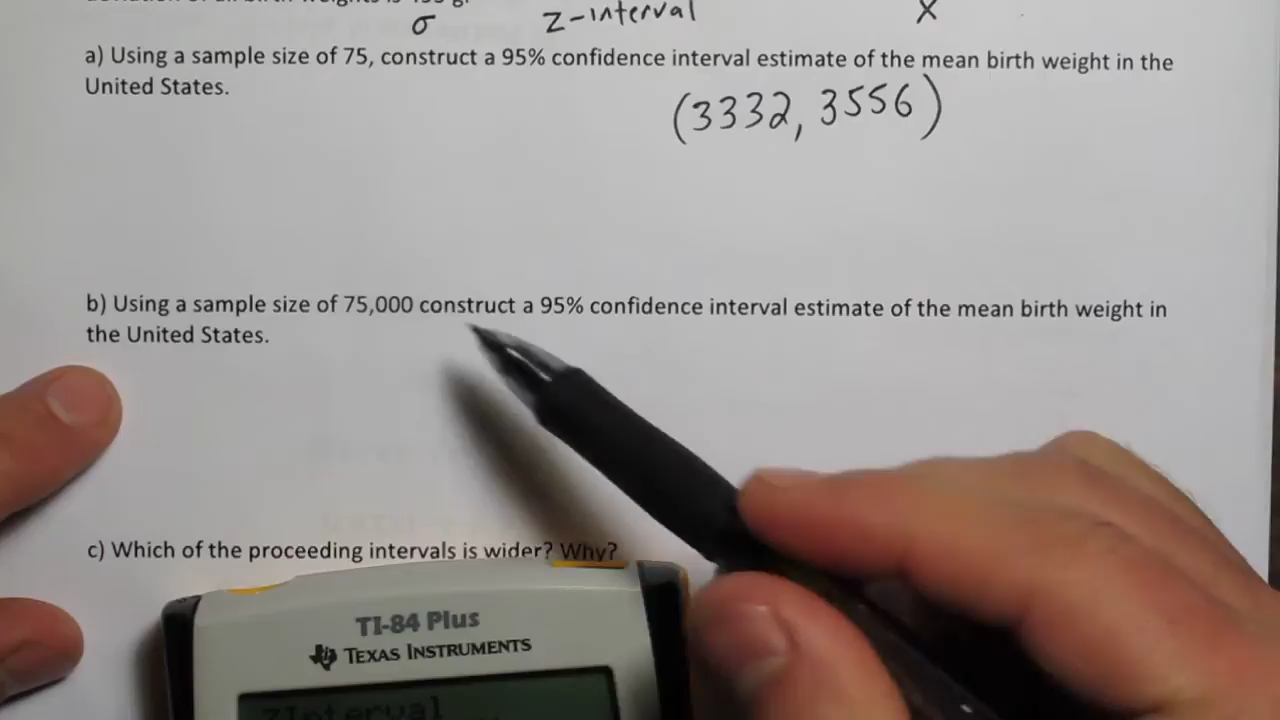 σ z-interval x
a) Using a sample size of 75, construct a 95% confidence interval estimate of the mean birth weight in the
United States.
(3332, 3556)
b) Using a sample size of 75,000 construct a 95% confidence interval estimate of the mean birth weight in
the United States.
c) Which of the proceeding intervals is wider? Why?
TI-84 Plus
TEXAS INSTRUMENTS
ZInterval